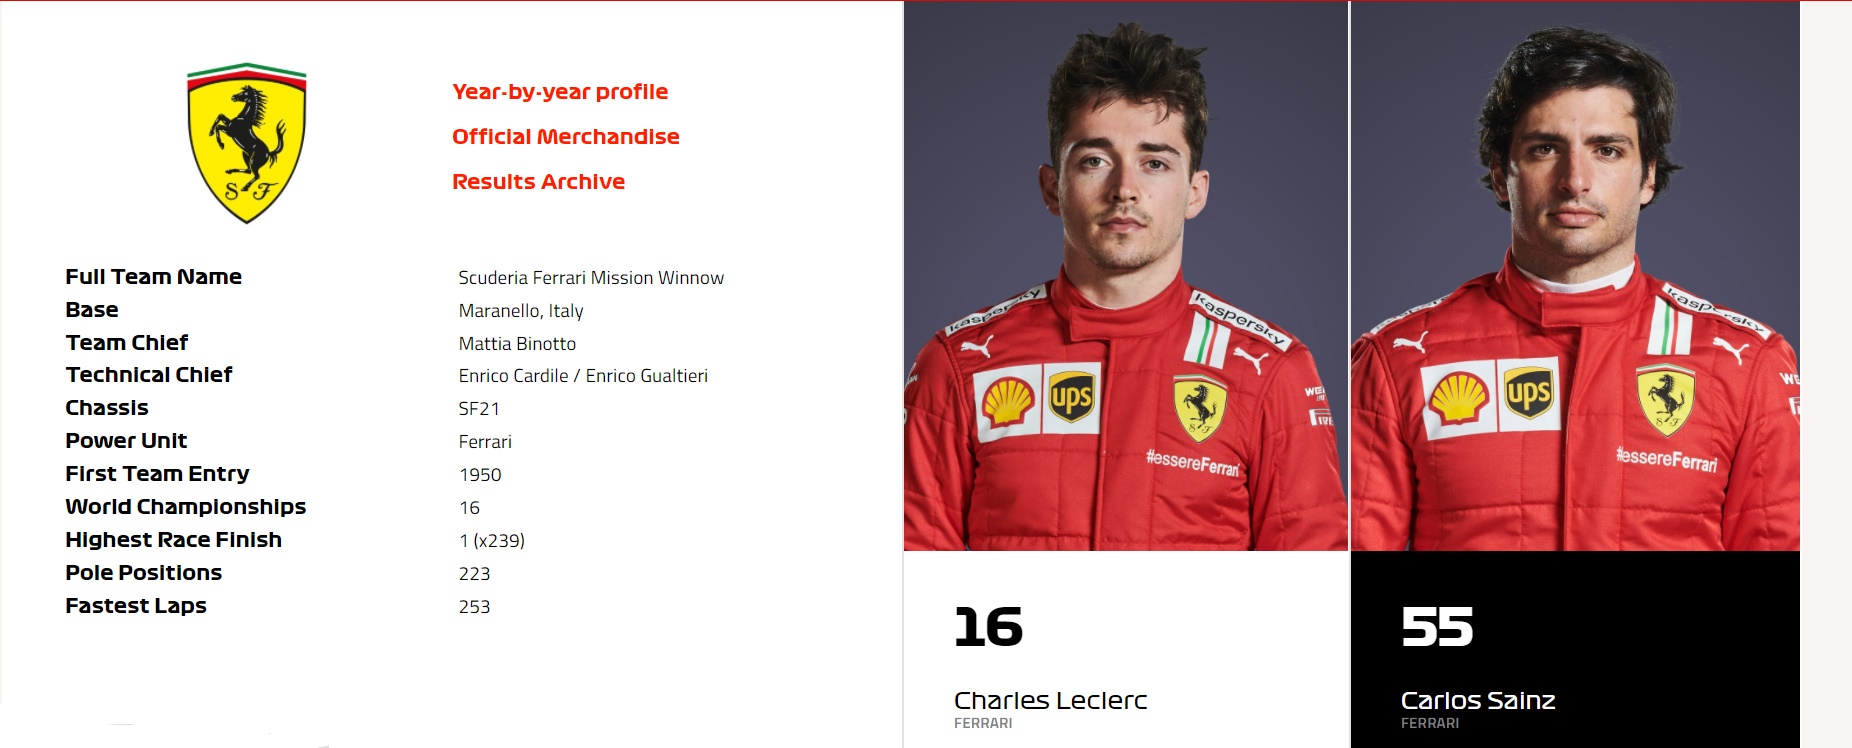 S F
Year-by-year profile
Official Merchandise
Results Archive
Full Team Name Scuderia Ferrari Mission Winnow
Base Maranello, Italy
Team Chief Mattia Binotto
Technical Chief Enrico Cardile / Enrico Gualtieri
Chassis SF21
Power Unit Ferrari
First Team Entry 1950
World Championships 16
Highest Race Finish 1 (x239)
Pole Positions 223
Fastest Laps 253
kaspersky kaspersky
ups
S F
#essereFerrari
16
Charles Leclerc
FERRARI
kaspersky
ups
S F
#essereFerrari
55
Carlos Sainz
FERRARI